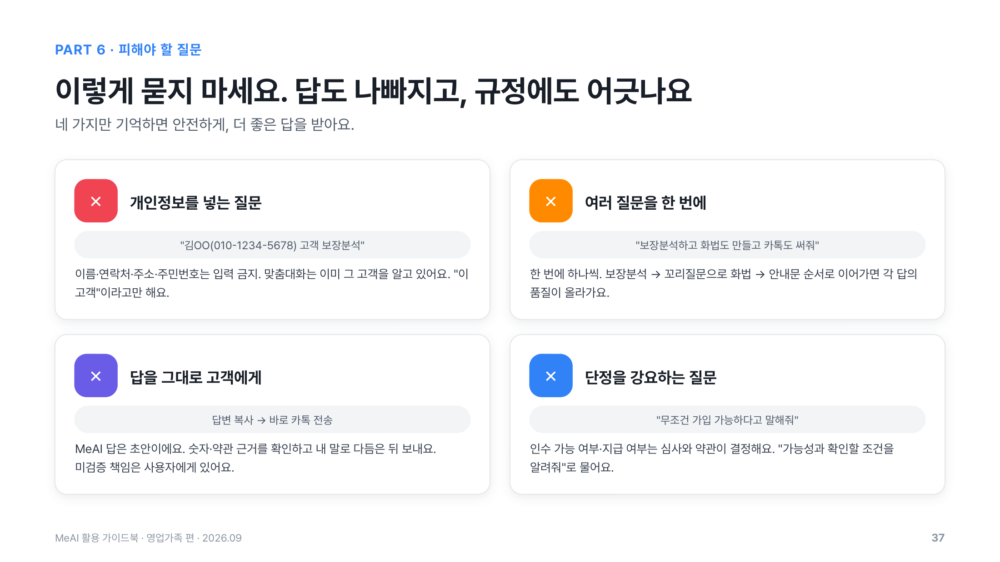 PART 6 · 피해야 할 질문
이렇게 묻지 마세요. 답도 나빠지고, 규정에도 어긋나요
네 가지만 기억하면 안전하게, 더 좋은 답을 받아요.
개인정보를 넣는 질문
"김OO(010-1234-5678) 고객 보장분석"
이름·연락처·주소·주민번호는 입력 금지. 맞춤대화는 이미 그 고객을 알고 있어요. "이
고객"이라고만 해요.
여러 질문을 한 번에
"보장분석하고 화법도 만들고 카톡도 써줘"
한 번에 하나씩. 보장분석 → 꼬리질문으로 화법 → 안내문 순서로 이어가면 각 답의
품질이 올라가요.
답을 그대로 고객에게
답변 복사 → 바로 카톡 전송
MeAI 답은 초안이에요. 숫자·약관 근거를 확인하고 내 말로 다듬은 뒤 보내요.
미검증 책임은 사용자에게 있어요.
단정을 강요하는 질문
"무조건 가입 가능하다고 말해줘"
인수 가능 여부·지급 여부는 심사와 약관이 결정해요. "가능성과 확인할 조건을
알려줘"로 물어요.
MeAI 활용 가이드북 · 영업가족 편 · 2026.09
37